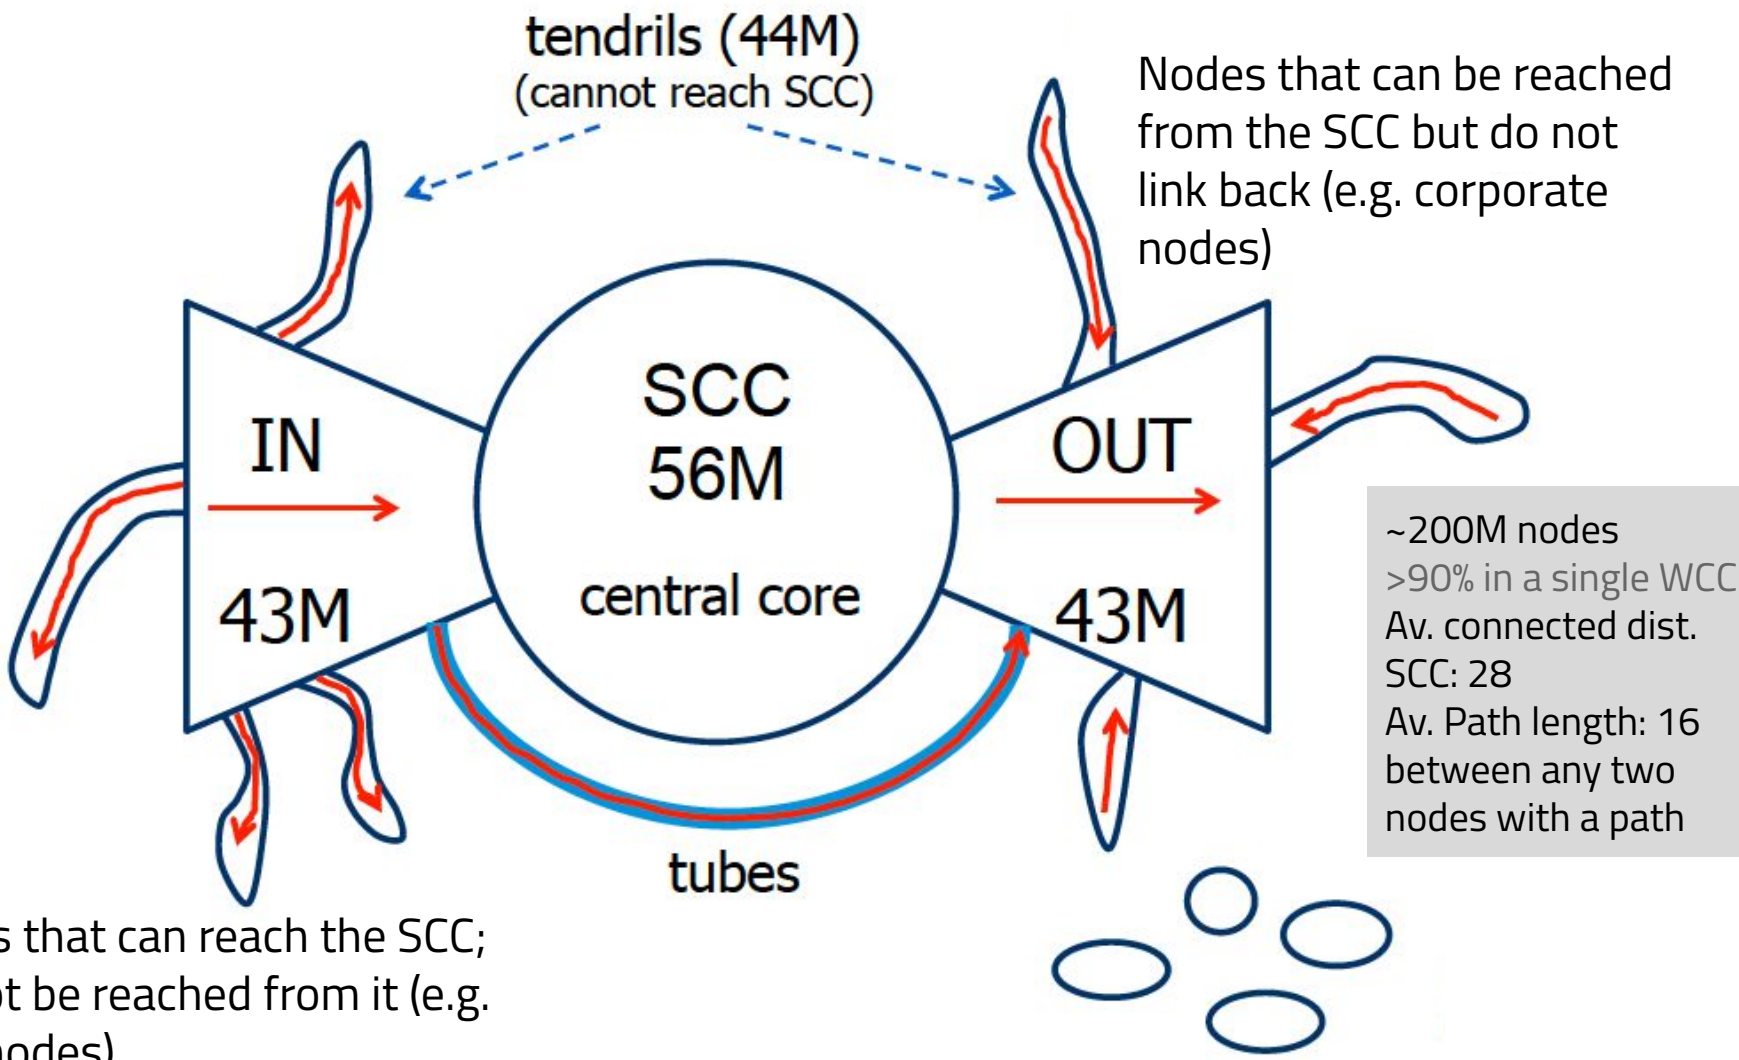 tendrils (44M)
(cannot reach SCC)
Nodes that can be reached
from the SCC but do not
link back (e.g. corporate
nodes)
IN
43M
SCC
56M
central core
OUT
43M
~200M nodes
>90% in a single WCC
Av. connected dist.
SCC: 28
Av. Path length: 16
between any two
nodes with a path
tubes
that can reach the SCC;
be reached from it (e.g.